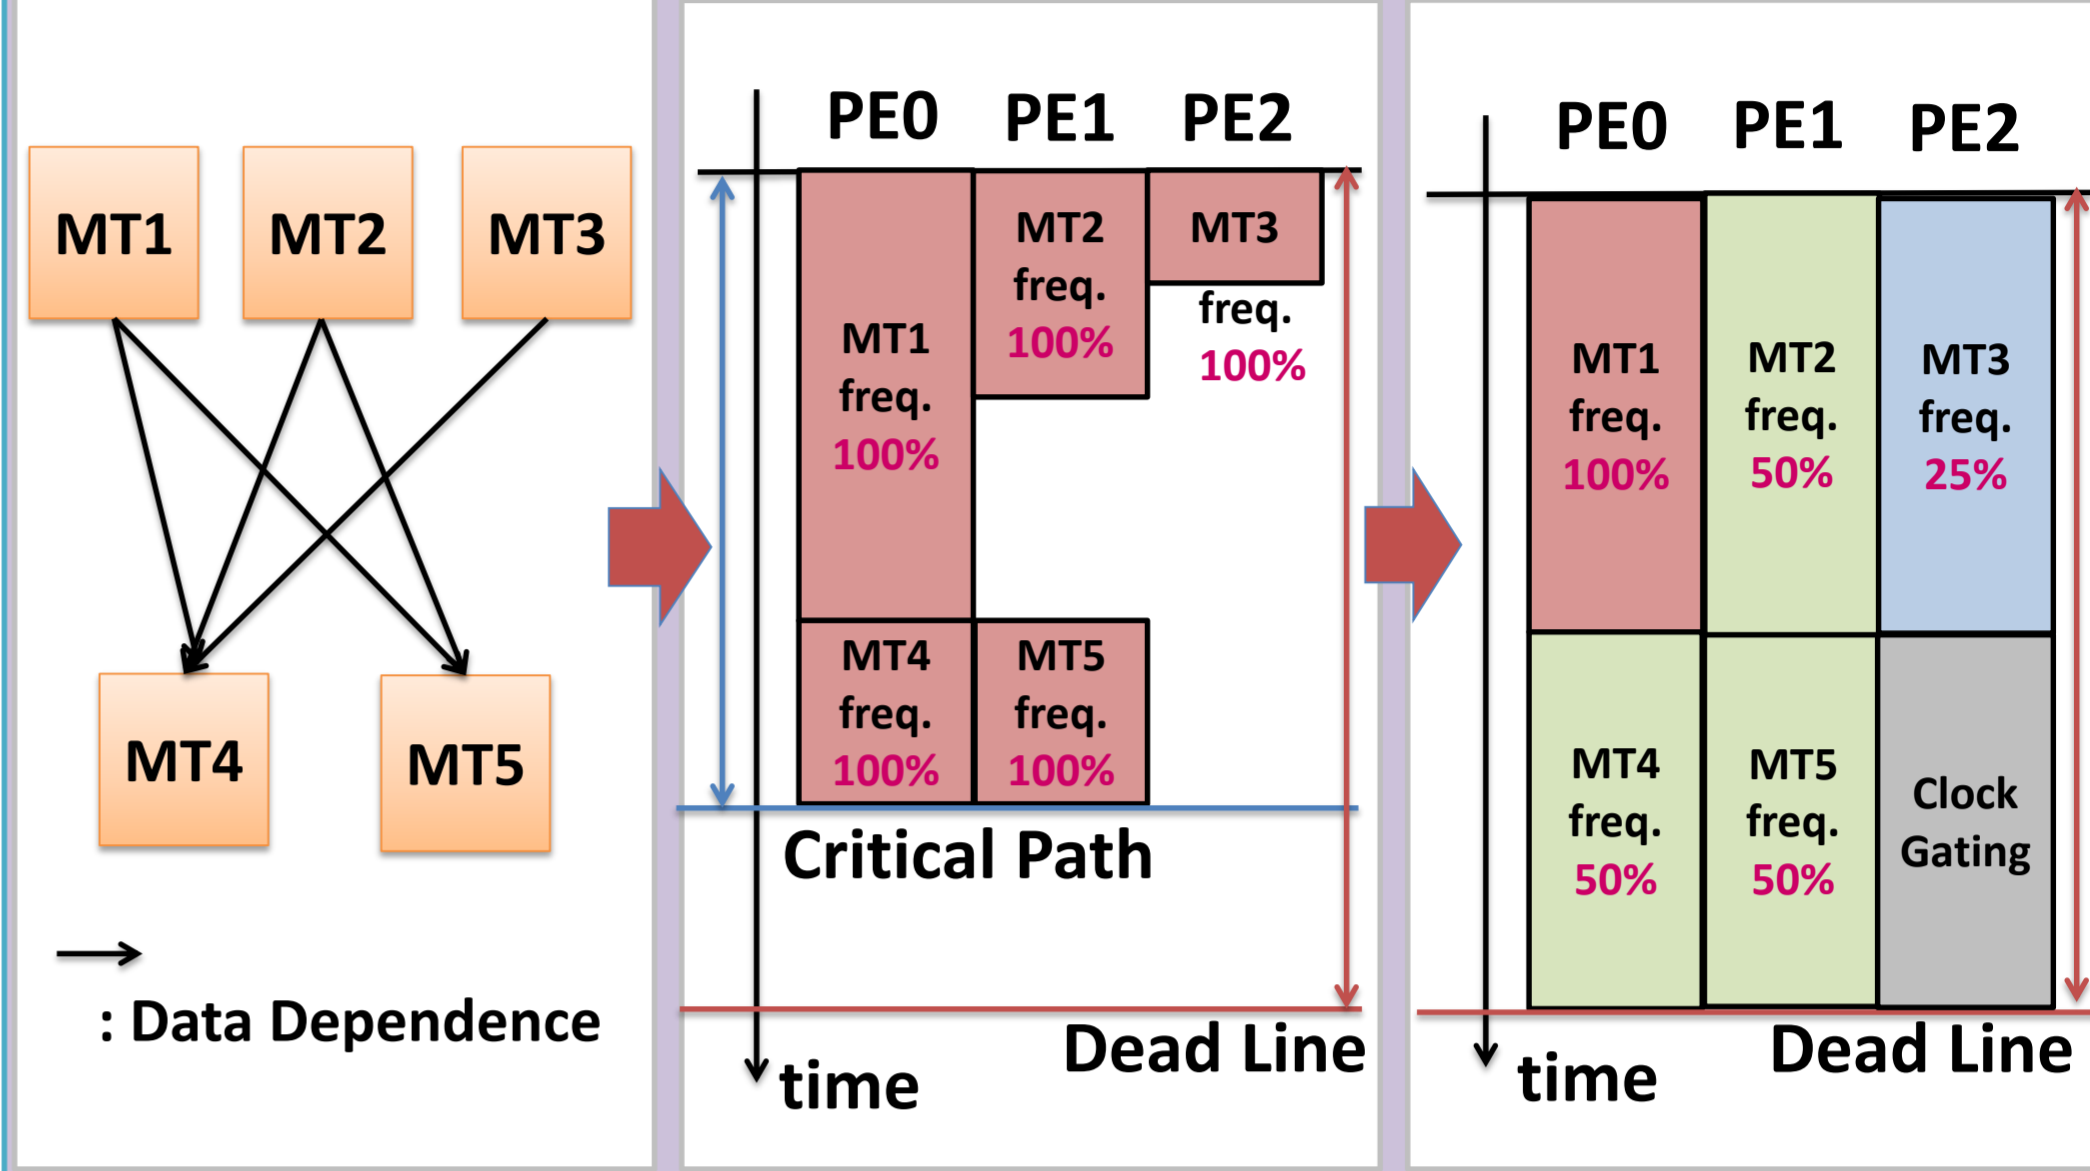 MT1
MT2
MT3
MT4
MT5
: Data Dependence
PE0
PE1
PE2
MT1
freq.
100%
MT2
freq.
100%
MT3
freq.
100%
MT4
freq.
100%
MT5
freq.
100%
Critical Path
Dead Line
time
PE0
PE1
PE2
MT1
freq.
100%
MT2
freq.
50%
MT3
freq.
25%
MT4
freq.
50%
MT5
freq.
50%
Clock
Gating
Dead Line
time